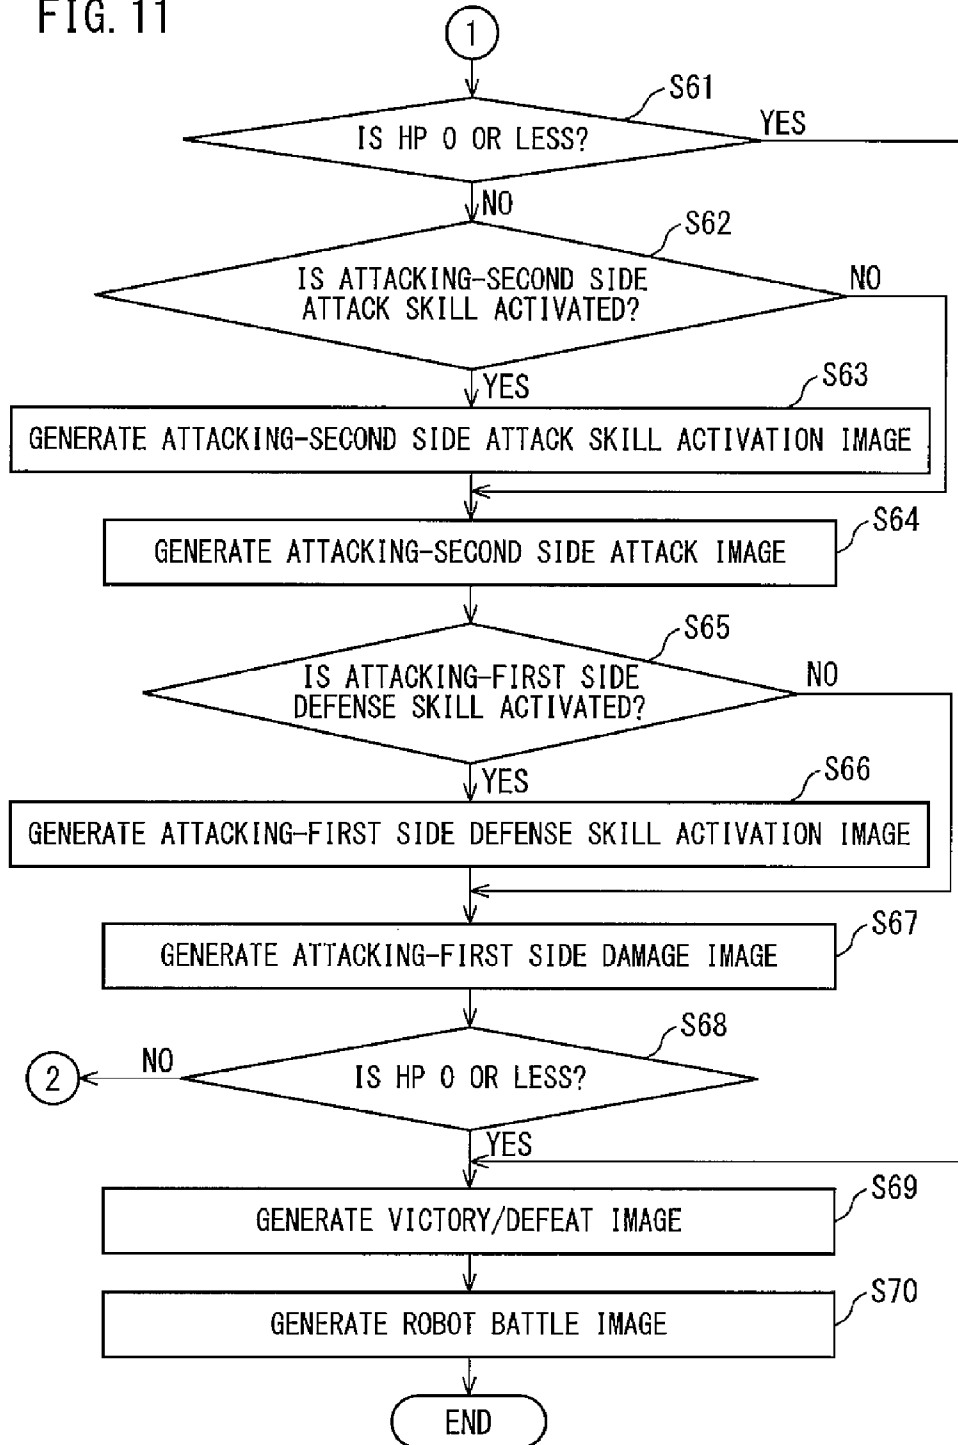 FIG. 11
1
S61
IS HP 0 OR LESS?
YES
NO
S62
IS ATTACKING-SECOND SIDE
ATTACK SKILL ACTIVATED?
NO
YES
S63
GENERATE ATTACKING-SECOND SIDE ATTACK SKILL ACTIVATION IMAGE
S64
GENERATE ATTACKING-SECOND SIDE ATTACK IMAGE
S65
IS ATTACKING-FIRST SIDE
DEFENSE SKILL ACTIVATED?
NO
YES
S66
GENERATE ATTACKING-FIRST SIDE DEFENSE SKILL ACTIVATION IMAGE
S67
GENERATE ATTACKING-FIRST SIDE DAMAGE IMAGE
S68
2
NO
IS HP 0 OR LESS?
YES
S69
GENERATE VICTORY/DEFEAT IMAGE
S70
GENERATE ROBOT BATTLE IMAGE
END